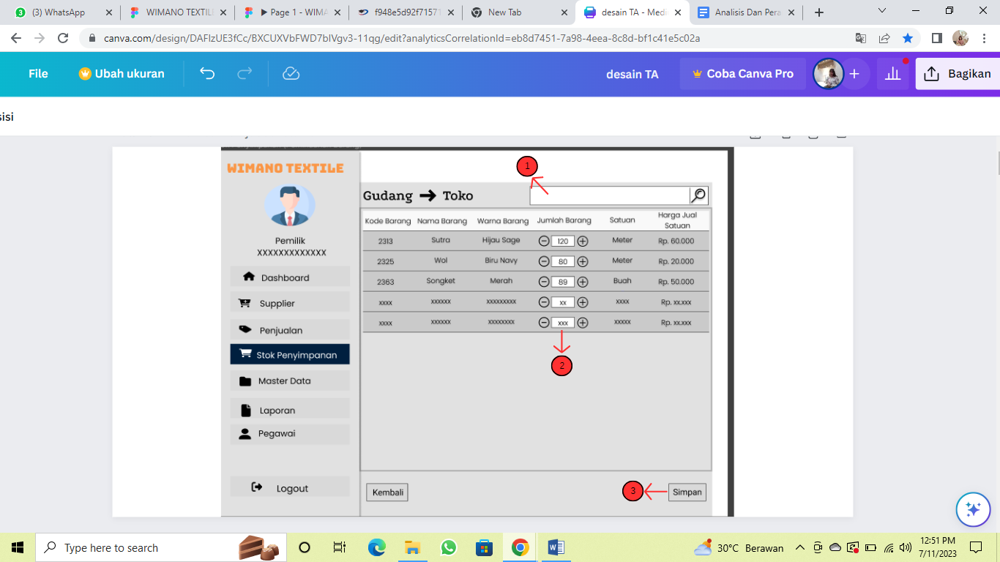 (3) WhatsApp
WIMANO TEXTIL
Page 1 - WIMA
f948e5d92f71571
New Tab
desain TA - Medi
Analisis Dan Pera
canva.com/design/DAFlzUE3fCc/BXCUXVbFWD7bIVgv3-11qg/edit?analyticsCorrelationId=eb8d7451-7a98-4eea-8c8d-bf1c41e5c02a
File
Ubah ukuran
desain TA
Coba Canva Pro
Bagikan
sisi
WIMANO TEXTILE
Pemilik
XXXXXXXXXXXXX
Dashboard
Supplier
Penjualan
Stok Penyimpanan
Master Data
Laporan
Pegawai
Logout
1
Gudang → Toko
Kode Barang Nama Barang Warna Barang Jumlah Barang Satuan Harga Jual Satuan
2313 Sutra Hijau Sage 120 Meter Rp. 60.000
2325 Wol Biru Navy 80 Meter Rp. 20.000
2363 Songket Merah 89 Buah Rp. 50.000
xxxx xxxxxx xxxxxxxxx xx xxxx Rp. xx.xxx
xxxx xxxxxx xxxxxxxx xxx xxxxx Rp. xx.xxx
2
Kembali
3
Simpan
Type here to search
30°C Berawan
12:51 PM
7/11/2023